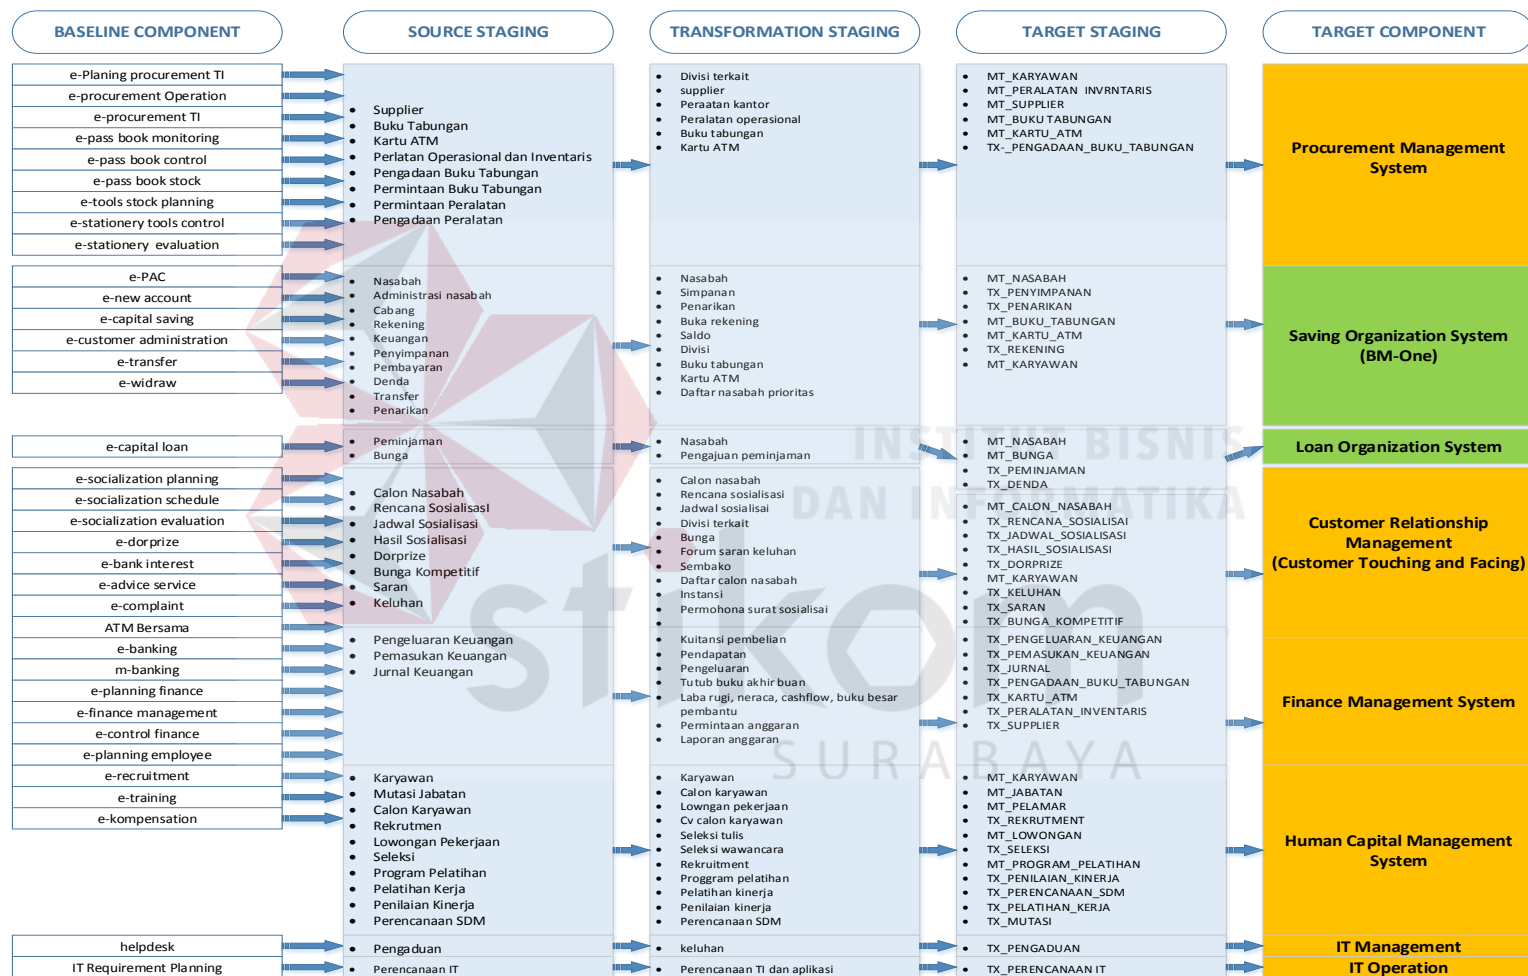 BASELINE COMPONENT
SOURCE STAGING
TRANSFORMATION STAGING
TARGET STAGING
TARGET COMPONENT
e-Planing procurement TI
e-procurement Operation
e-procurement TI
e-pass book monitoring
e-pass book control
e-pass book stock
e-tools stock planning
e-stationery tools control
e-stationery evaluation
• Supplier
• Buku Tabungan
• Kartu ATM
• Perlatan Operasional dan Inventaris
• Pengadaan Buku Tabungan
• Permintaan Buku Tabungan
• Permintaan Peralatan
• Pengadaan Peralatan
• Divisi terkait
• supplier
• Peraatan kantor
• Peralatan operasional
• Buku tabungan
• Kartu ATM
• MT_KARYAWAN
• MT_PERALATAN INVRNTARIS
• MT_SUPPLIER
• MT_BUKU TABUNGAN
• MT_KARTU_ATM
• TX-_PENGADAAN_BUKU_TABUNGAN
Procurement Management
System
e-PAC
e-new account
e-capital saving
e-customer administration
e-transfer
e-widraw
• Nasabah
• Administrasi nasabah
• Cabang
• Rekening
• Keuangan
• Penyimpanan
• Pembayaran
• Denda
• Transfer
• Penarikan
• Nasabah
• Simpanan
• Penarikan
• Buka rekening
• Saldo
• Divisi
• Buku tabungan
• Kartu ATM
• Daftar nasabah prioritas
• MT_NASABAH
• TX_PENYIMPANAN
• TX_PENARIKAN
• MT_BUKU_TABUNGAN
• MT_KARTU_ATM
• TX_REKENING
• MT_KARYAWAN
Saving Organization System
(BM-One)
e-capital loan
• Peminjaman
• Bunga
• Nasabah
• Pengajuan peminjaman
• MT_NASABAH
• MT_BUNGA
• TX_PEMINJAMAN
• TX_DENDA
Loan Organization System
e-socialization planning
e-socialization schedule
e-socialization evaluation
e-dorprize
e-bank interest
e-advice service
e-complaint
ATM Bersama
e-banking
m-banking
e-planning finance
e-finance management
e-control finance
e-planning employee
e-recruitment
e-training
e-kompensation
• Calon Nasabah
• Rencana SosialisasI
• Jadwal Sosialisasi
• Hasil Sosialisasi
• Dorprize
• Bunga Kompetitif
• Saran
• Keluhan
• Calon nasabah
• Rencana sosialisasi
• Jadwal sosialisai
• Divisi terkait
• Bunga
• Forum saran keluhan
• Sembako
• Daftar calon nasabah
• Instansi
• Permohona surat sosialisai
•
• MT_CALON_NASABAH
• TX_RENCANA_SOSIALISAI
• TX_JADWAL_SOSIALISASI
• TX_HASIL_SOSIALISASI
• TX_DORPRIZE
• MT_KARYAWAN
• TX_KELUHAN
• TX_SARAN
• TX_BUNGA_KOMPETITIF
Customer Relationship
Management
(Customer Touching and Facing)
• Pengeluran Keuangan
• Pemasukan Keuangan
• Jurnal Keuangan
• Kuitansi pembelian
• Pendapatan
• Pengeluran
• Tutub buku akhir buan
• Laba rugi, neraca, cashflow, buku besar
pembantu
• Permintaan anggaran
• Laporan anggaran
• TX_PENGELUARAN_KEUANGAN
• TX_PEMASUKAN_KEUANGAN
• TX_JURNAL
• TX_PENGADAAN_BUKU_TABUNGAN
• TX_KARTU_ATM
• TX_PERALATAN_INVENTARIS
• TX_SUPPLIER
Finance Management System
• Karyawan
• Mutasi Jabatan
• Calon Karyawan
• Rekrutmen
• Lowongan Pekerjaan
• Seleksi
• Program Pelatihan
• Pelatihan Kerja
• Penilaian Kinerja
• Perencanaan SDM
• Karyawan
• Calon karyawan
• Lowngan pekerjaan
• Cv calon karyawan
• Seleksi tulis
• Seleksi wawancara
• Rekruitment
• Proggram pelatihan
• Pelatihan kinerja
• Penilaian kinerja
• Perencanaan SDM
• MT_KARYAWAN
• MT_JABATAN
• MT_PELAMAR
• TX_REKRUTMENT
• MT_LOWONGAN
• TX_SELEKSI
• MT_PROGRAM_PELATIHAN
• TX_PENILAIAN_KINERJA
• TX_PERENCANAAN_SDM
• TX_PELATIHAN_KERJA
• TX_MUTASI
Human Capital Management
System
helpdesk
• Pengaduan
• keluhan
• TX_PENGADUAN
IT Management
IT Requirement Planning
• Perencanaan IT
• Perencanaan TI dan aplikasi
• TX_PERENCANAAN IT
IT Operation
INSTITUT BISNIS
DAN INFORMATIKA
stikom
SURABAYA